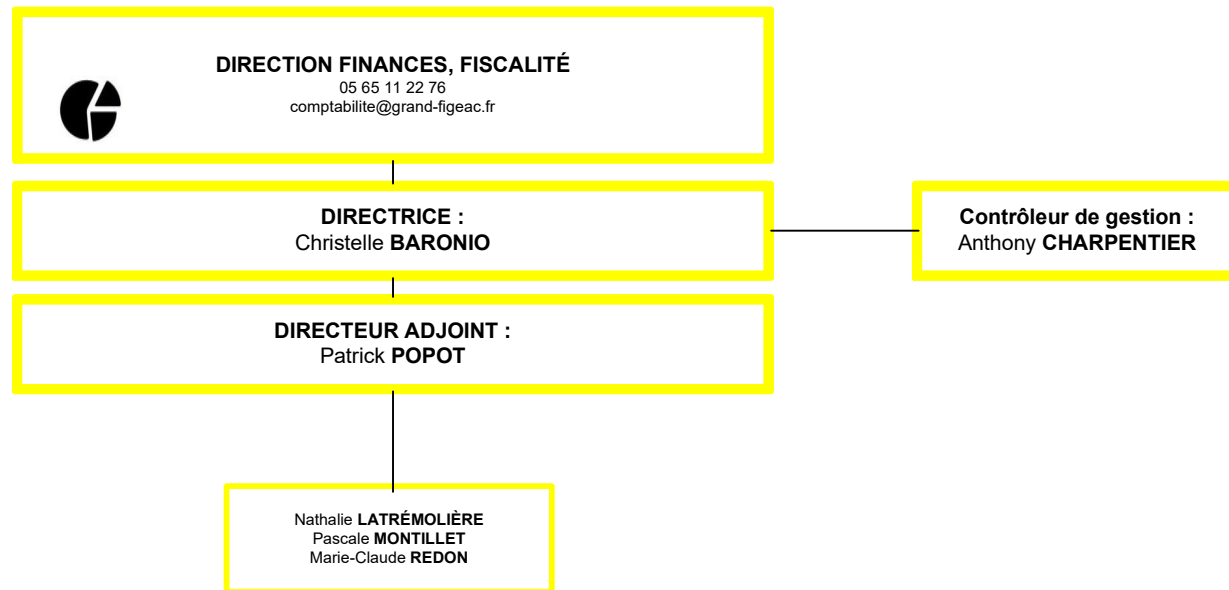 DIRECTION FINANCES, FISCALITÉ
05 65 11 22 76
comptabilite@grand-figeac.fr
DIRECTRICE :
Christelle BARONIO
Contrôleur de gestion :
Anthony CHARPENTIER
DIRECTEUR ADJOINT :
Patrick POPOT
Nathalie LATRÉMOLIÈRE
Pascale MONTILLET
Marie-Claude REDON